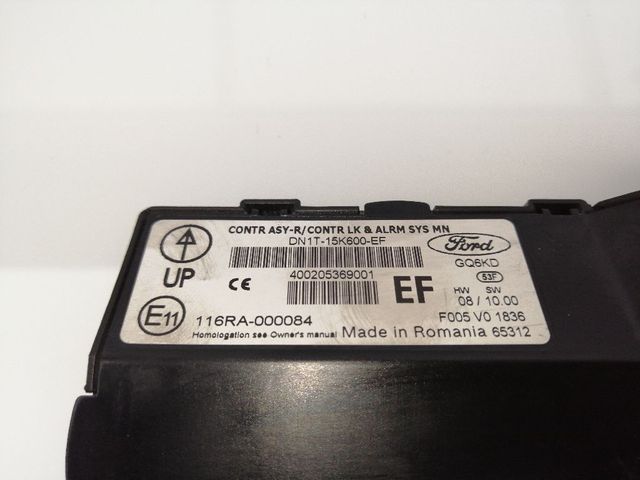 CONTR ASY-R/CONTR LK & ALRM SYS MN
DN1T-15K600-EF
Ford
UP
CE
400205369001
GQ6KD
53F
EF
HW SW
08 / 10.00
E11
116RA-000084
F005 V0 1836
Homologation see Owner's manual
Made in Romania 65312